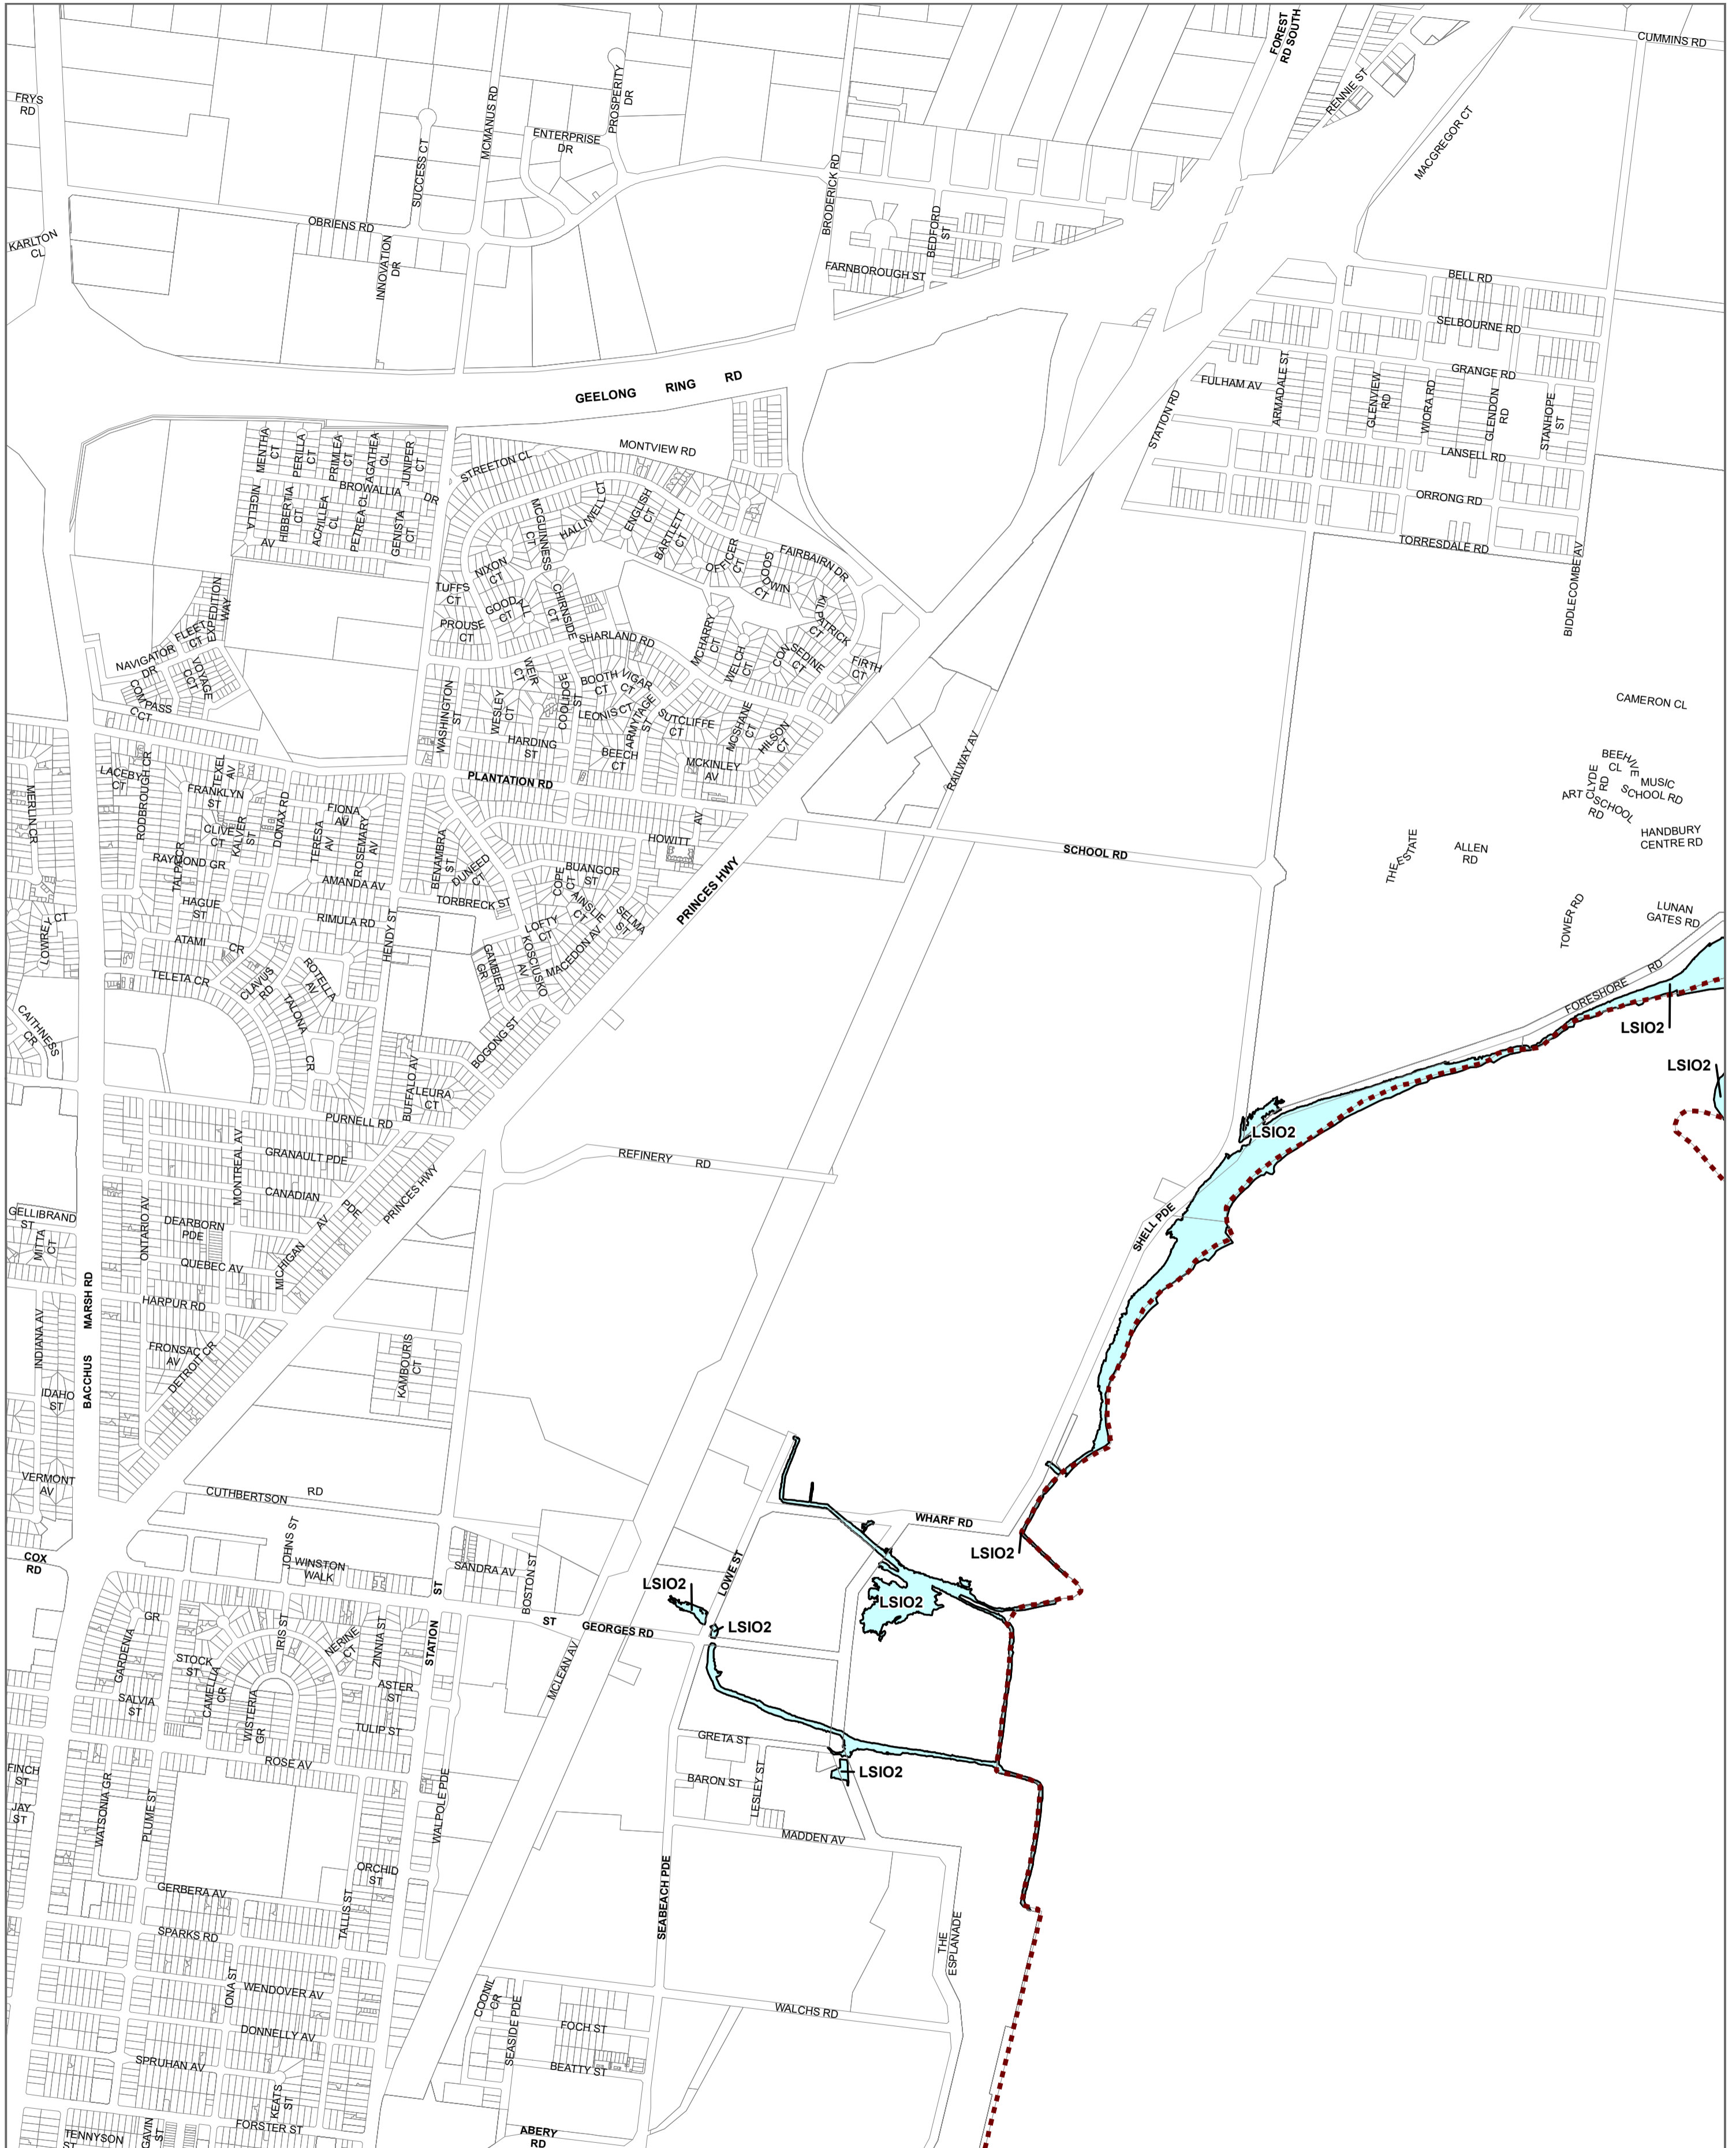 CUMMINS RD
FOREST
RD SOUTH
RENNIE ST
FRYS
RD
PROSPERITY
DR
MCMANUS RD
ENTERPRISE
DR
SUCCESS CT
MACGREGOR CT
BRODERICK RD
OBRIENS RD
BEDFORD
ST
KARLTON
CL
INNOVATION
DR
FARNBOROUGH ST
BELL RD
SELBOURNE RD
GRANGE RD
GEELONG RING RD
FULHAM AV
ARMADALE ST
GLENVIEW
RD
WIORA RD
GLENDON
RD
STANHOPE
ST
STATION RD
MONTVIEW RD
LANSELL RD
MENTHA
CT
PERILLA
CT
PRIMLEA
CT
AGATHEA
CL
JUNIPER
CT
STREETON CL
BROWALLIA DR
ORRONG RD
NIGELLA
AV
HIBBERTIA
CT
ACHILLEA
CL
PETREA CL
GENISTA
CT
MCGUINNESS
CT
HALLIWELL CT
ENGLISH
CT
BARTLETT
CT
OFFICER
CT
GOODWIN
CT
FAIRBAIRN DR
TORRESDALE RD
BIDDLECOMBE AV
NIXON
CT
TUFFS
CT
GOODALL
CT
CHIRNSIDE
CT
KILPATRICK
CT
PROUSE
CT
EXPEDITION
WAY
FLEET
CT
NAVIGATOR
DR
VOYAGE
CCT
COMPASS
CCT
SHARLAND RD
MCHARRY
CT
WELCH
CT
CONSEDINE
CT
FIRTH
CT
WEIR
CT
BOOTH
CT
VIGAR
CT
WASHINGTON
ST
WESLEY
CT
COOLIDGE
ST
LEONIS CT
ARMYTAGE
ST
SUTCLIFFE
CT
MCSHANE
CT
HILSON
CT
HARDING
ST
BEECH
CT
MCKINLEY
AV
CAMERON CL
RAILWAY AV
PLANTATION RD
BEEHIVE
CL
CLYDE
RD
MUSIC
SCHOOL RD
ART SCHOOL
RD
HANDBURY
CENTRE RD
MERLIN CR
LACEBY
CT
RODBROUGH CR
TEXEL
AV
FRANKLYN
ST
DONAX RD
FIONA
AV
CLIVE
CT
KALVER
ST
TERESA
AV
ROSEMARY
AV
BENAMBRA
ST
HOWITT AV
SCHOOL RD
THE ESTATE
ALLEN
RD
RAYMOND GR
TALPA CR
AMANDA AV
DUNEED
CT
COPE
CT
BUANGOR
ST
PRINCES HWY
HAGUE
ST
TORBRECK ST
AINSLIE
CT
SELMA
ST
RIMULA RD
HENDY ST
LOFTY
CT
TOWER RD
LUNAN
GATES RD
LOWREY CT
ATAMI CR
GAMBIER
GR
KOSCIUSKO
AV
MACEDON AV
TELETA CR
CLAVUS
RD
ROTELLA
AV
TALONA
CR
FORESHORE RD
LSIO2
CAITHNESS
CR
BOGONG ST
LSIO2
BUFFALO AV
LEURA
CT
PURNELL RD
LSIO2
MONTREAL AV
GRANAULT PDE
REFINERY RD
CANADIAN
PDE
PRINCES HWY
GELLIBRAND
ST
MITTA
CT
ONTARIO AV
DEARBORN
PDE
MICHIGAN AV
QUEBEC AV
SHELL PDE
BACCHUS MARSH RD
HARPUR RD
INDIANA AV
FRONSAC
AV
DETROIT CR
KAMBOURIS
CT
IDAHO
ST
VERMONT
AV
CUTHBERTSON RD
WHARF RD
LSIO2
COX
RD
JOHNS ST
WINSTON
WALK
SANDRA AV
BOSTON ST
LOWE ST
LSIO2
LSIO2
STATION ST
ST GEORGES RD
LSIO2
GR
GARDENIA
IRIS ST
NERINE
CT
ZINNIA ST
STOCK
ST
CAMELLIA
CR
MCLEAN AV
SALVIA
ST
WISTERIA
GR
ASTER
ST
TULIP ST
GRETA ST
ROSE AV
FINCH
ST
BARON ST
LESLEY ST
LSIO2
JAY
ST
WATSONIA GR
PLUME ST
WALPOLE PDE
MADDEN AV
ORCHID
ST
GERBERA AV
SEABEACH PDE
TALLIS ST
SPARKS RD
THE
ESPLANADE
IONA ST
WENDOVER AV
COONIL
CR
SEASIDE PDE
WALCHS RD
FOCH ST
DONNELLY AV
SPRUHAN AV
BEATTY ST
KEATS
ST
FORSTER ST
GAVIN
ST
TENNYSON
ST
ABERY
RD